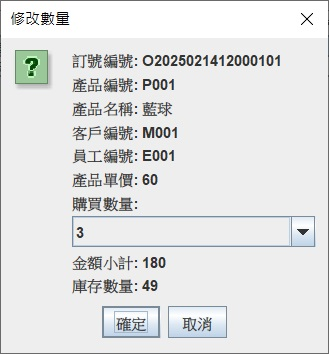 修改數量
訂號編號: O2025021412000101
產品編號: P001
產品名稱: 藍球
客戶編號: M001
員工編號: E001
產品單價: 60
購買數量:
3
金額小計: 180
庫存數量: 49
確定 取消